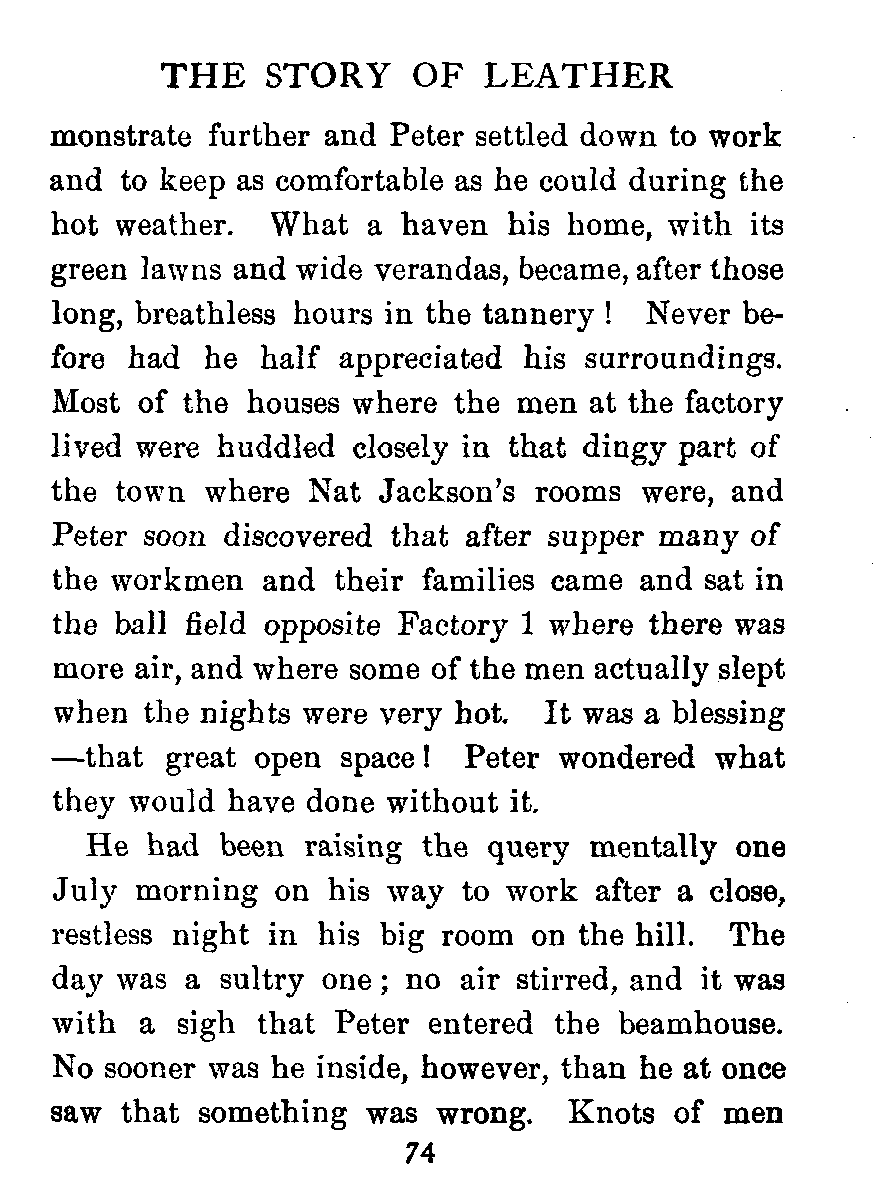 THE STORY OF LEATHER
monstrate further and Peter settled down to work
and to keep as comfortable as he could during the
hot weather. What a haven his home, with its
green lawns and wide verandas, became, after those
long, breathless hours in the tannery ! Never be-
fore had he half appreciated his surroundings.
Most of the houses where the men at the factory
lived were huddled closely in that dingy part of
the town where Nat Jackson's rooms were, and
Peter soon discovered that after supper many of
the workmen and their families came and sat in
the ball field opposite Factory 1 where there was
more air, and where some of the men actually slept
when the nights were very hot. It was a blessing
—that great open space ! Peter wondered what
they would have done without it.
He had been raising the query mentally one
July morning on his way to work after a close,
restless night in his big room on the hill. The
day was a sultry one ; no air stirred, and it was
with a sigh that Peter entered the beamhouse.
No sooner was he inside, however, than he at once
saw that something was wrong. Knots of men
74